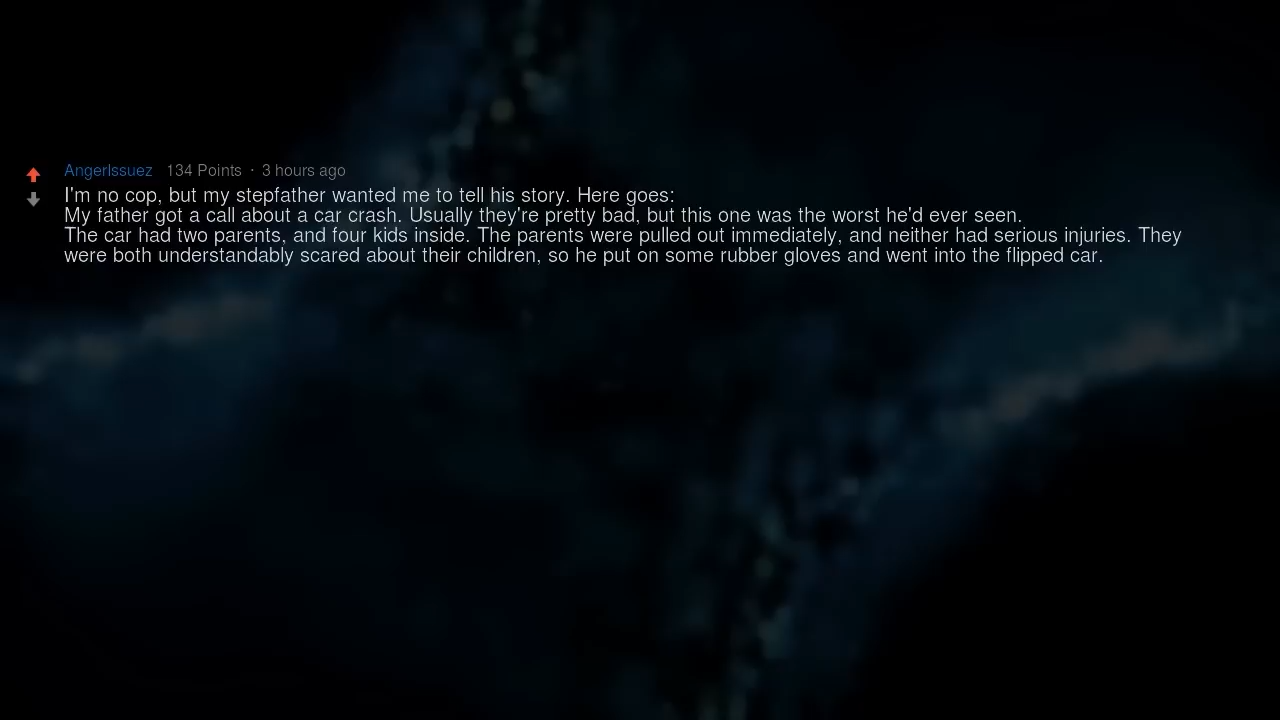 AngerIssuez 134 Points · 3 hours ago
I'm no cop, but my stepfather wanted me to tell his story. Here goes:
My father got a call about a car crash. Usually they're pretty bad, but this one was the worst he'd ever seen.
The car had two parents, and four kids inside. The parents were pulled out immediately, and neither had serious injuries. They
were both understandably scared about their children, so he put on some rubber gloves and went into the flipped car.